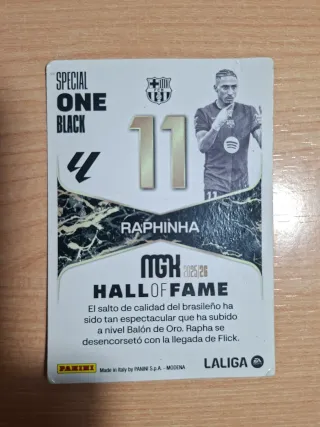 SPECIAL
ONE
BLACK
11
RAPHINHA
MGK 2025/26
HALL OF FAME
El salto de calidad del brasileño ha
sido tan espectacular que ha subido
a nivel Balón de Oro. Rapha se
desencorsetó con la llegada de Flick.
PANINI
Made in Italy by PANINI S.p.A. - MODENA
LALIGA